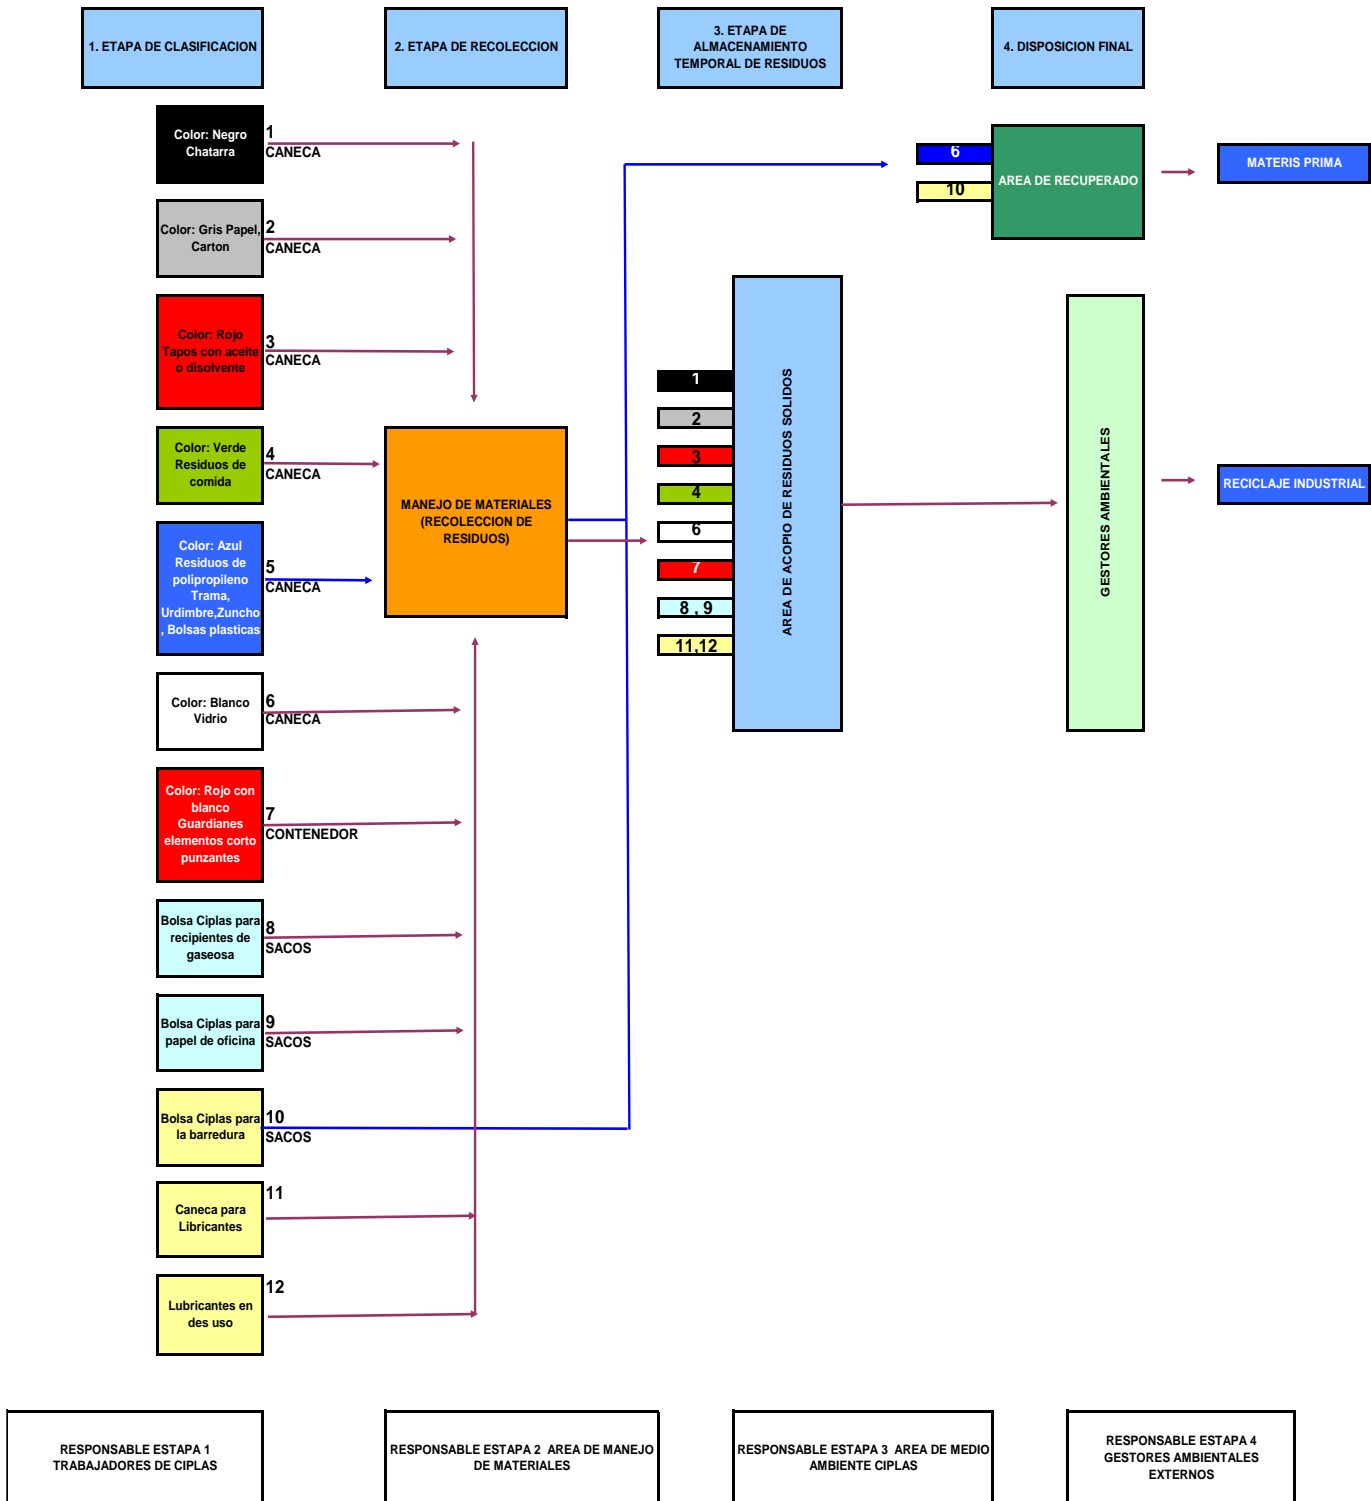 1. ETAPA DE CLASIFICACION
2. ETAPA DE RECOLECCION
3. ETAPA DE
ALMACENAMIENTO
TEMPORAL DE RESIDUOS
4. DISPOSICION FINAL
Color: Negro
Chatarra
1
CANECA
Color: Gris Papel,
Carton
2
CANECA
Color: Rojo
Tapos con aceite
o disolvente
3
CANECA
Color: Verde
Residuos de
comida
4
CANECA
Color: Azul
Residuos de
polipropileno
Trama,
Urdimbre,Zuncho
, Bolsas plasticas
5
CANECA
Color: Blanco
Vidrio
6
CANECA
Color: Rojo con
blanco
Guardianes
elementos corto
punzantes
7
CONTENEDOR
Bolsa Ciplas para
recipientes de
gaseosa
8
SACOS
Bolsa Ciplas para
papel de oficina
9
SACOS
Bolsa Ciplas para
la barredura
10
SACOS
Caneca para
Libricantes
11
Lubricantes en
des uso
12
MANEJO DE MATERIALES
(RECOLECCION DE
RESIDUOS)
1
2
3
4
6
7
8 , 9
11,12
AREA DE ACOPIO DE RESIDUOS SOLIDOS
6
10
AREA DE RECUPERADO
MATERIS PRIMA
GESTORES AMBIENTALES
RECICLAJE INDUSTRIAL
RESPONSABLE ESTAPA 1
TRABAJADORES DE CIPLAS
RESPONSABLE ESTAPA 2 AREA DE MANEJO
DE MATERIALES
RESPONSABLE ESTAPA 3 AREA DE MEDIO
AMBIENTE CIPLAS
RESPONSABLE ESTAPA 4
GESTORES AMBIENTALES
EXTERNOS